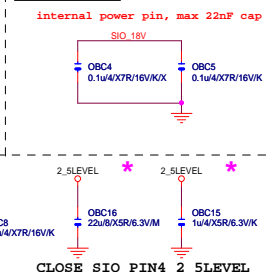 internal power pin, max 22nF cap
SIO_18V
OBC4 OBC5
0.1u/4/X7R/16V/K/X 0.1u/4/X7R/16V/K
2_5LEVEL * 2_5LEVEL *
OBC16 OBC15
C8 22u/8/X5R/6.3V/M 1u/4/X5R/6.3V/K
/4/X7R/16V/K
CLOSE SIO PIN4 2_5LEVEL